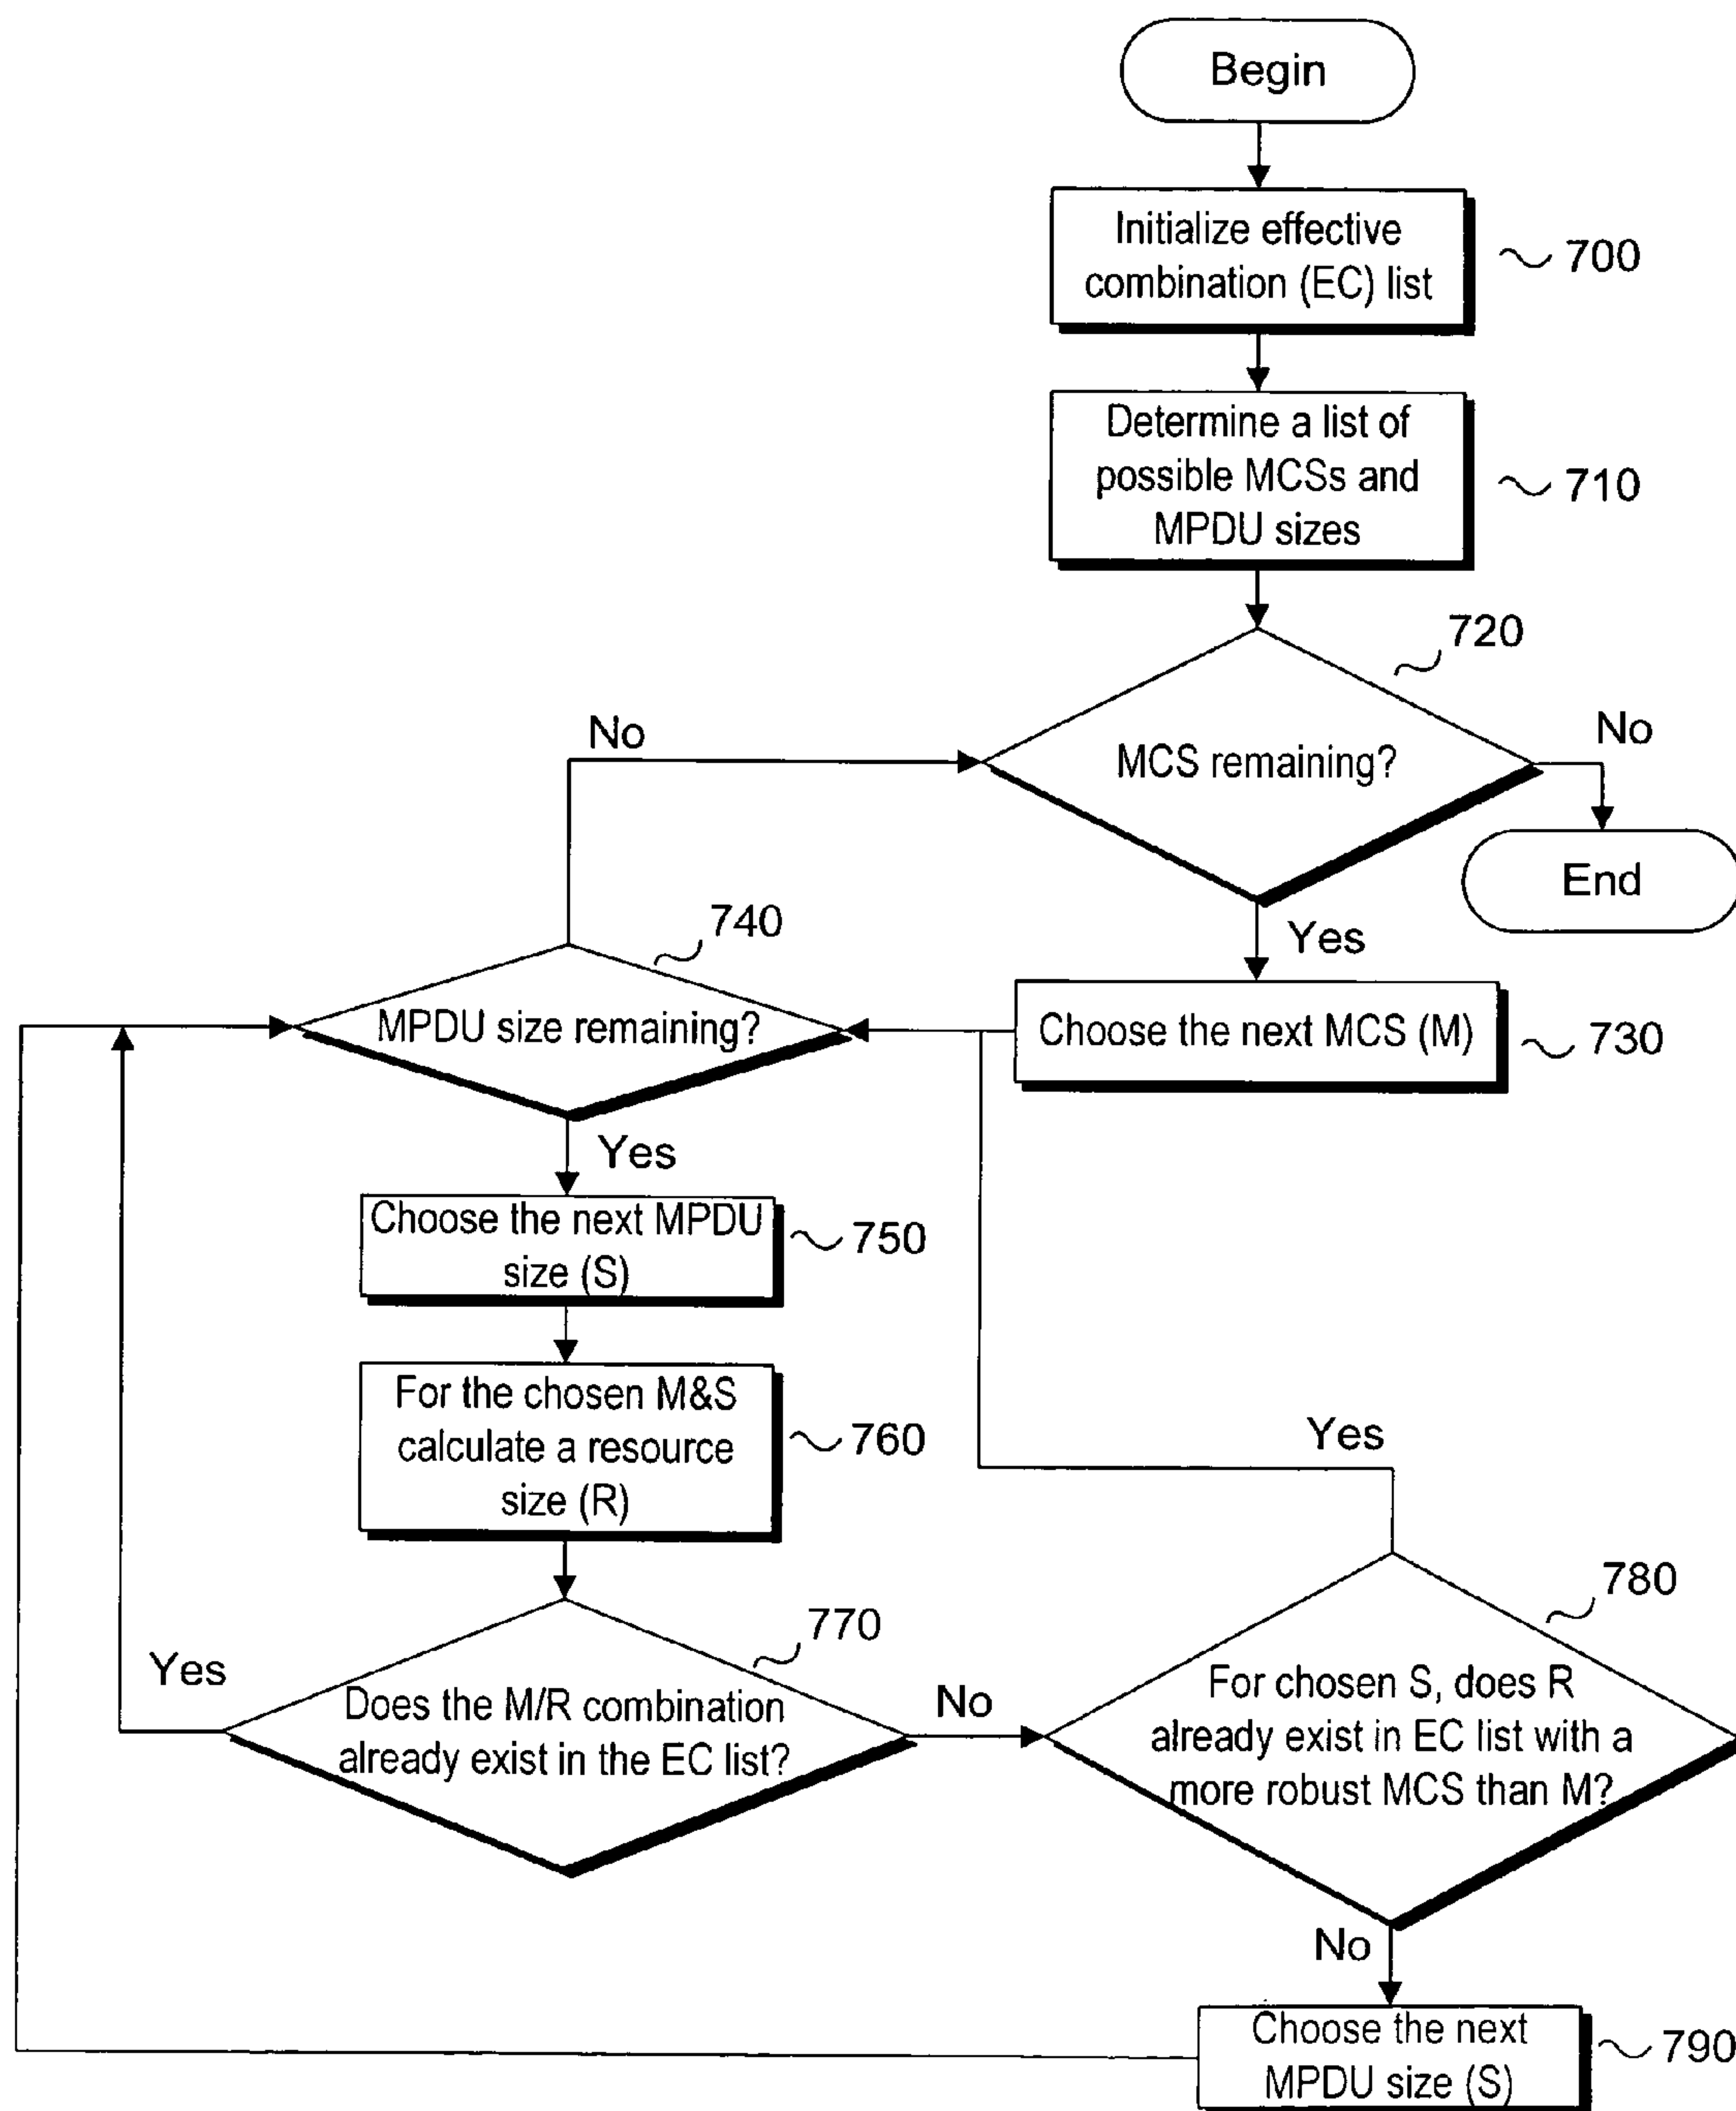 Begin
Initialize effective
combination (EC) list
700
Determine a list of
possible MCSs and
MPDU sizes
710
720
MCS remaining?
No
No
End
Yes
740
MPDU size remaining?
Choose the next MCS (M)
730
Yes
Choose the next MPDU
size (S)
750
For the chosen M&S
calculate a resource
size (R)
760
Yes
770
Does the M/R combination
already exist in the EC list?
Yes
No
780
For chosen S, does R
already exist in EC list with a
more robust MCS than M?
No
Choose the next
MPDU size (S)
790